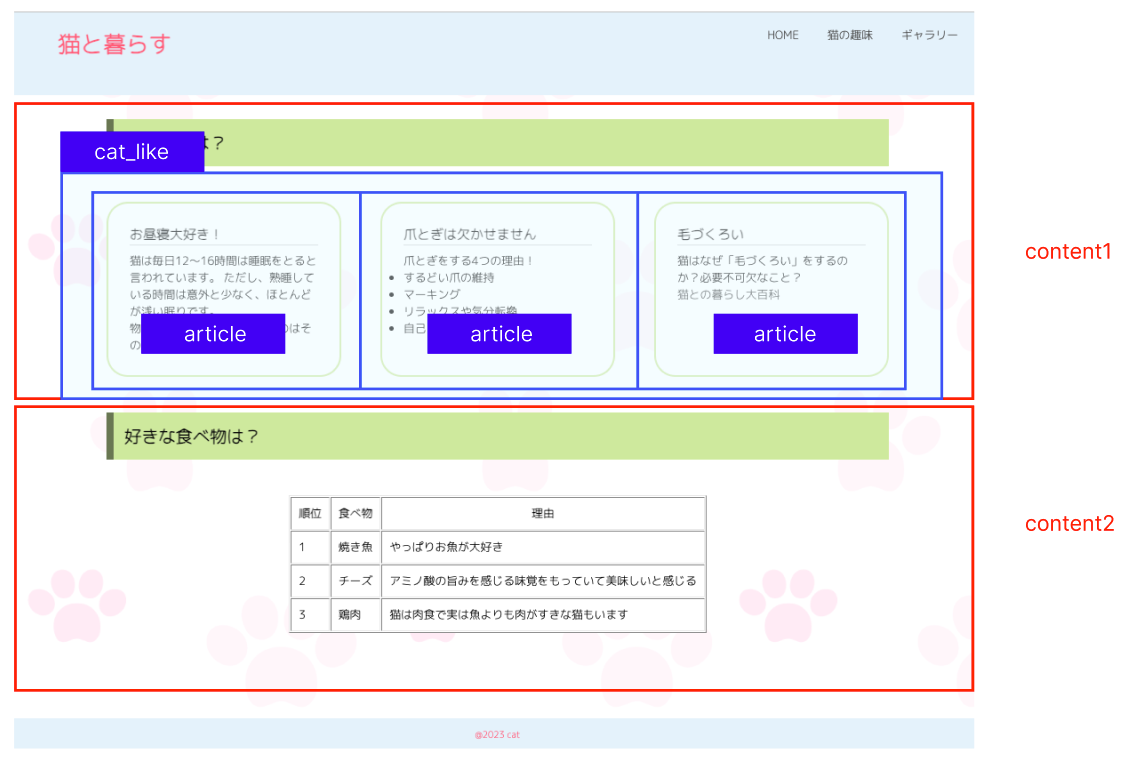 猫と暮らす
HOME 猫の趣味 ギャラリー
は？
cat_like
content1
お昼寝大好き！
猫は毎日12〜16時間は睡眠をとると
言われています。 ただし、熟睡して
いる時間は意外と少なく、ほとんど
が浅い眠りです。
物
はそ
の
article
爪とぎは欠かせません
爪とぎをする4つの理由！
するどい爪の維持
マーキング
リラックスや気分転換
自己
article
毛づくろい
猫はなぜ「毛づくろい」をするの
か？必要不可欠なこと？
猫との暮らし大百科
article
content2
好きな食べ物は？
順位 食べ物 理由
1 焼き魚 やっぱりお魚が大好き
2 チーズ アミノ酸の旨みを感じる味覚をもっていて美味しいと感じる
3 鶏肉 猫は肉食で実は魚よりも肉がすきな猫もいます
@2023 cat